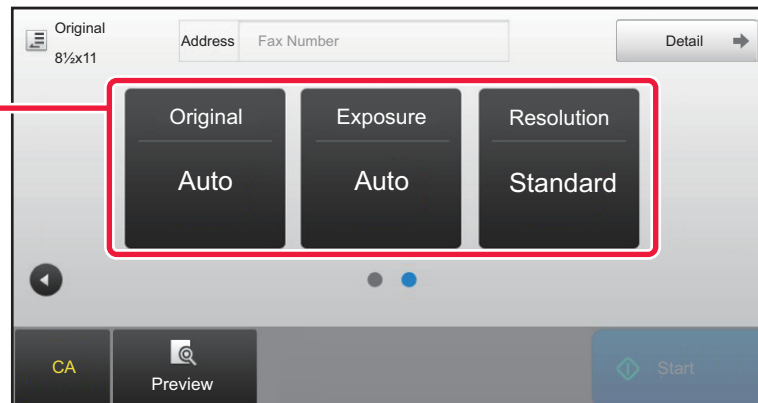 Original
8½x11
Address Fax Number
Detail
Original Exposure Resolution
Auto Auto Standard
CA
Preview
Start